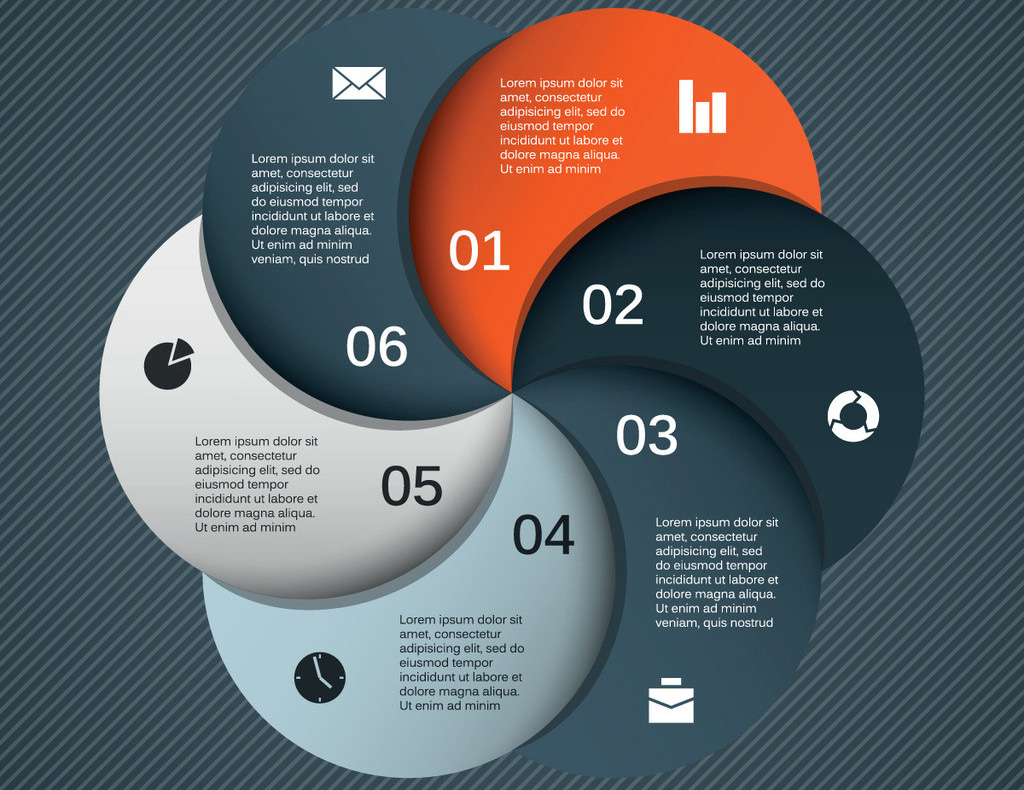 Lorem ipsum dolor sit
amet, consectetur
adipisicing elit, sed do
eiusmod tempor
incididunt ut labore et
dolore magna aliqua.
Ut enim ad minim
01
02
Lorem ipsum dolor sit
amet, consectetur
adipisicing elit, sed do
eiusmod tempor
incididunt ut labore et
dolore magna aliqua.
Ut enim ad minim
03
Lorem ipsum dolor sit
amet, consectetur
adipisicing elit, sed
do eiusmod tempor
incididunt ut labore et
dolore magna aliqua.
Ut enim ad minim
veniam, quis nostrud
04
Lorem ipsum dolor sit
amet, consectetur
adipisicing elit, sed do
eiusmod tempor
incididunt ut labore et
dolore magna aliqua.
Ut enim ad minim
05
Lorem ipsum dolor sit
amet, consectetur
adipisicing elit, sed do
eiusmod tempor
incididunt ut labore et
dolore magna aliqua.
Ut enim ad minim
Lorem ipsum dolor sit
amet, consectetur
adipisicing elit, sed
do eiusmod tempor
incididunt ut labore et
dolore magna aliqua.
Ut enim ad minim
veniam, quis nostrud
06